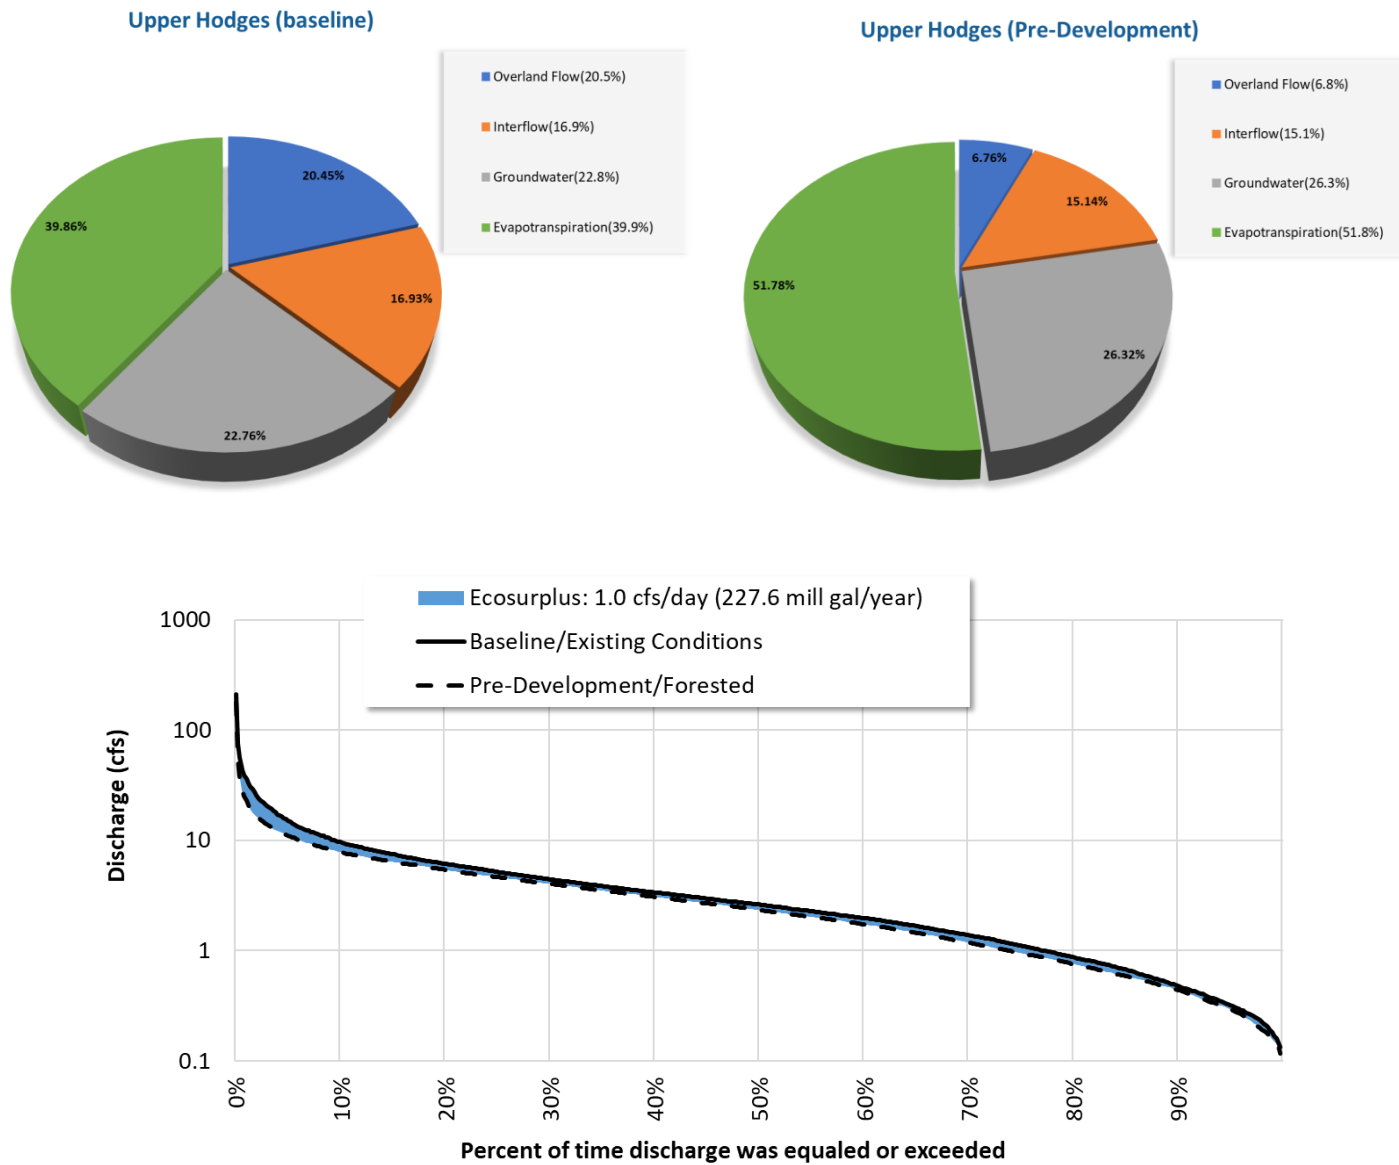 Upper Hodges (baseline)
Overland Flow(20.5%)
Interflow(16.9%)
Groundwater(22.8%)
Evapotranspiration(39.9%)
20.45%
39.86%
16.93%
22.76%
Upper Hodges (Pre-Development)
Overland Flow(6.8%)
Interflow(15.1%)
Groundwater(26.3%)
Evapotranspiration(51.8%)
6.76%
15.14%
51.78%
26.32%
Ecosurplus: 1.0 cfs/day (227.6 mill gal/year)
Baseline/Existing Conditions
Pre-Development/Forested
Discharge (cfs)
1000
100
10
1
0.1
0%
10%
20%
30%
40%
50%
60%
70%
80%
90%
Percent of time discharge was equaled or exceeded